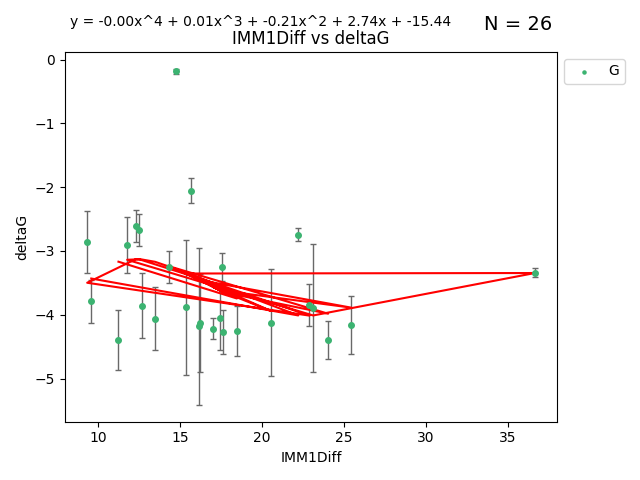 y = -0.00x^4 + 0.01x^3 + -0.21x^2 + 2.74x + -15.44
N = 26
IMM1Diff vs deltaG
G
0
−1
−2
−3
−4
−5
deltaG
10 15 20 25 30 35
IMM1Diff